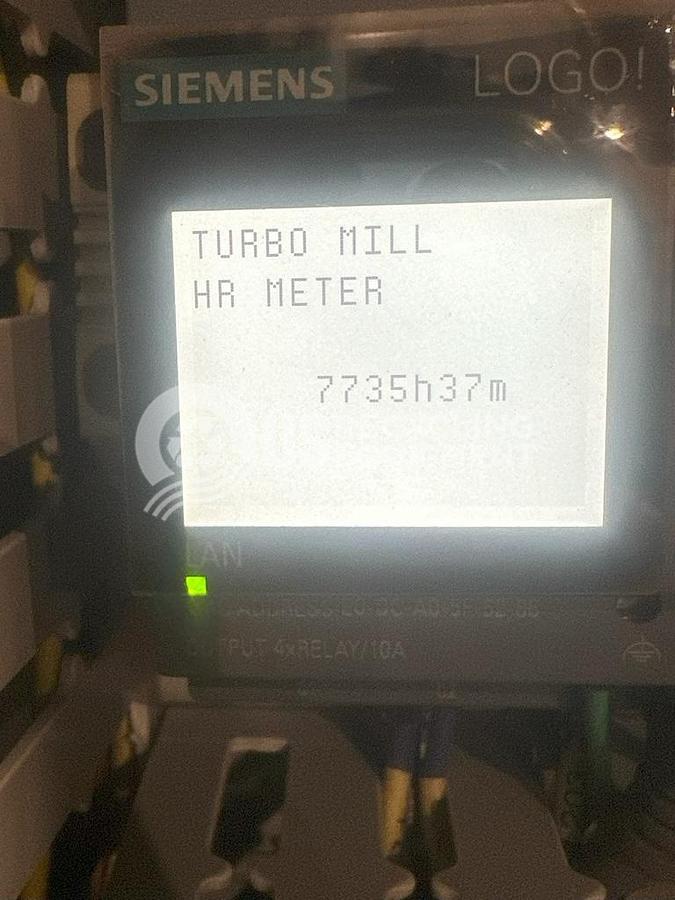 SIEMENS
LOGO!
TURBO MILL
HR METER
7735h37m
LAN
OUTPUT 4xRELAY/10A